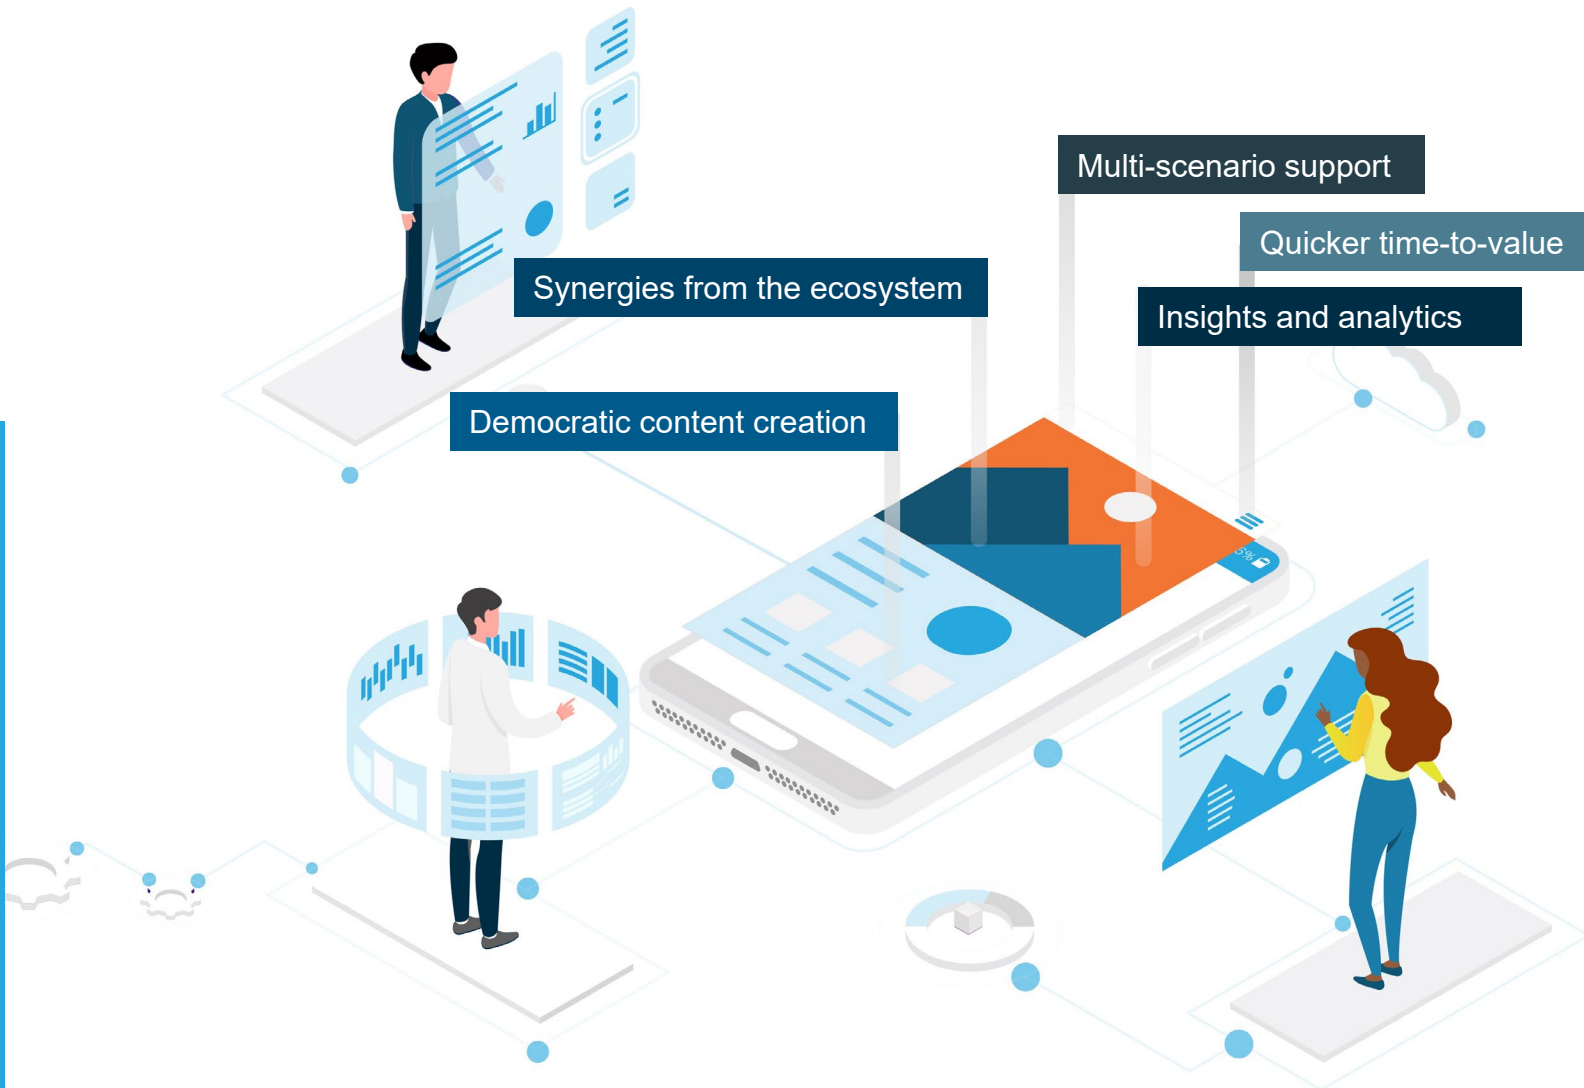 Multi-scenario support
Quicker time-to-value
Synergies from the ecosystem
Insights and analytics
Democratic content creation